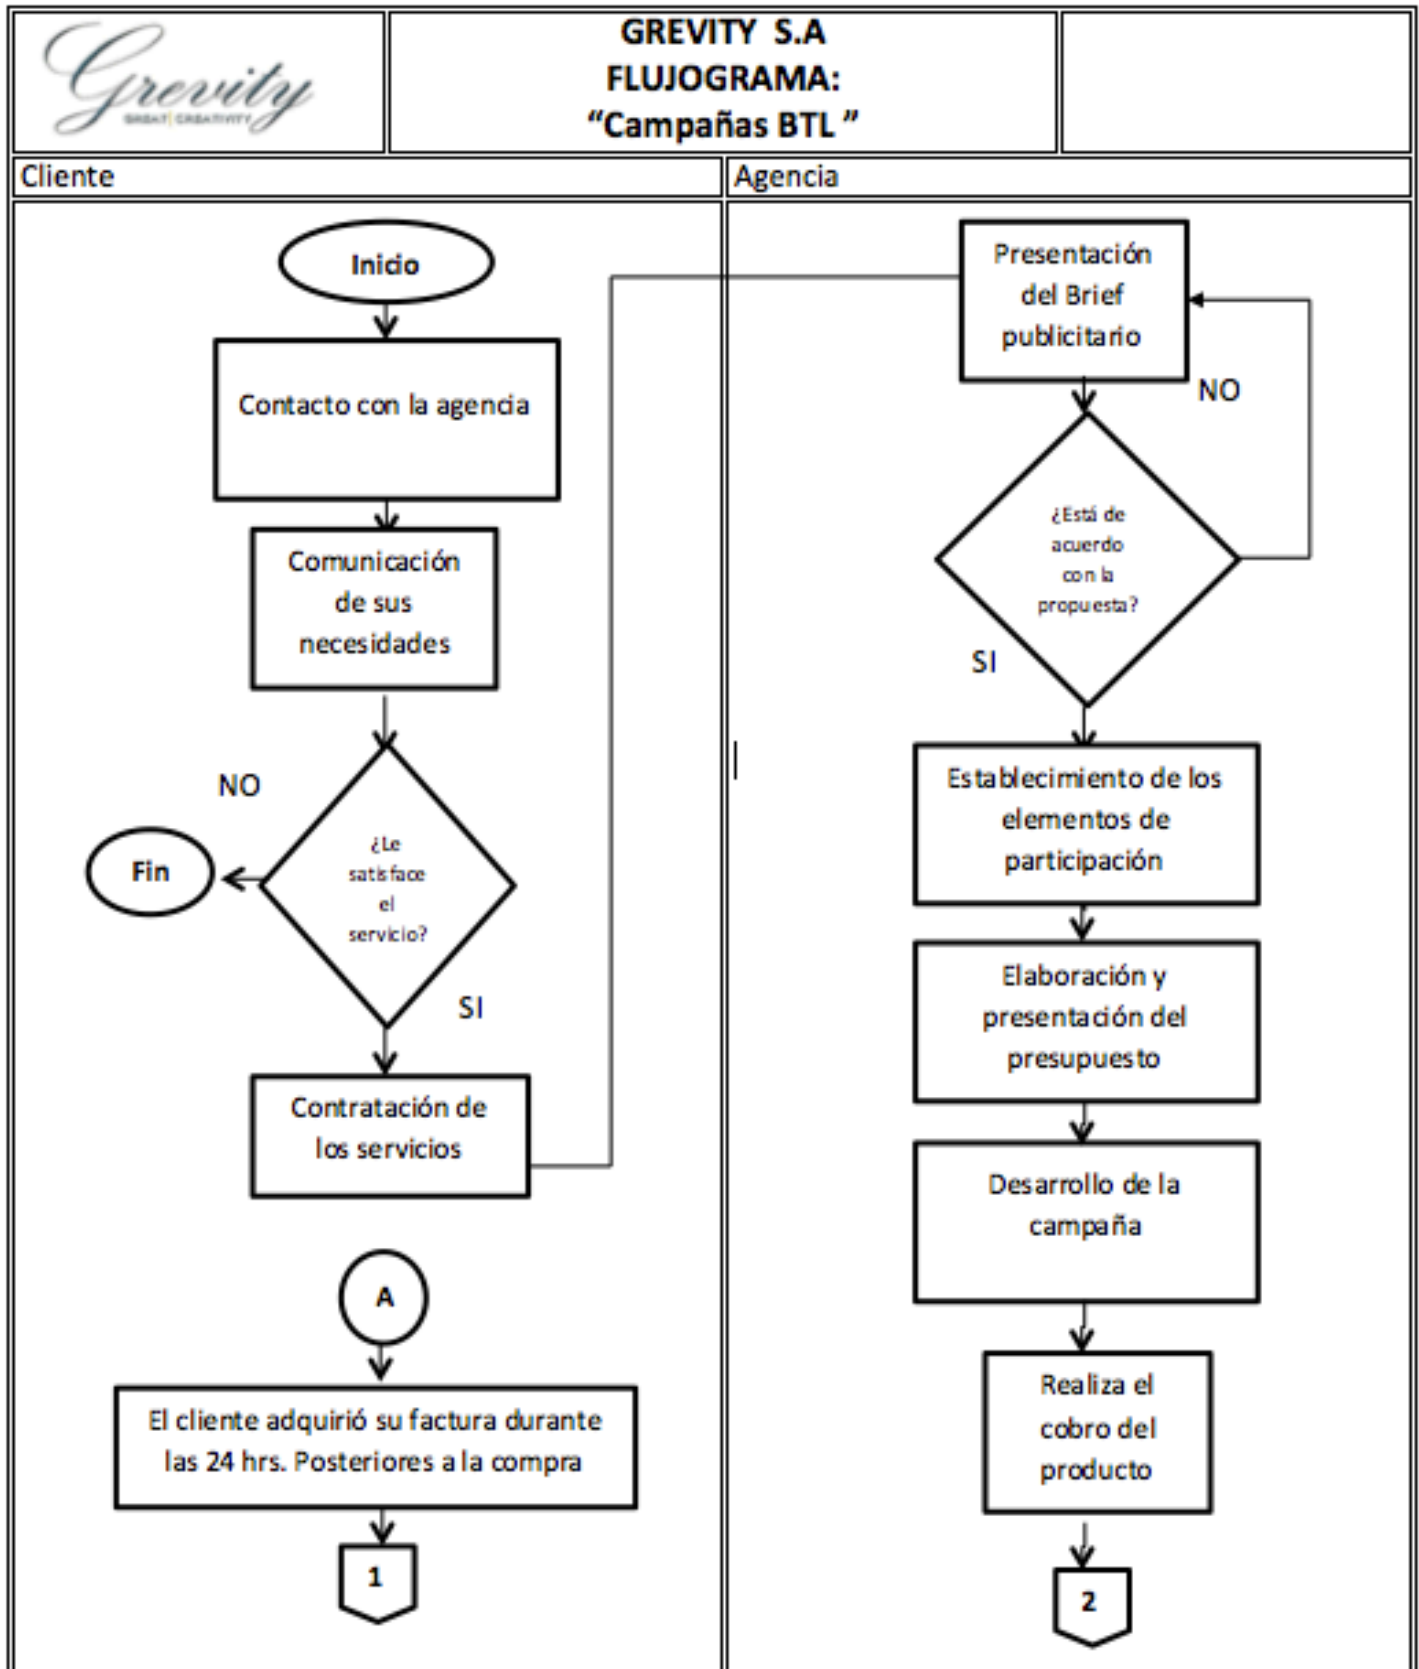 Grevity
GREAT CREATIVITY
GREVITY S.A
FLUJOGRAMA:
“Campañas BTL ”
Cliente
Agencia
Inicio
Contacto con la agencia
Comunicación
de sus
necesidades
NO
¿Le
satisface
el
servicio?
Fin
SI
Contratación de
los servicios
A
El cliente adquirió su factura durante
las 24 hrs. Posteriores a la compra
1
Presentación
del Brief
publicitario
NO
¿Está de
acuerdo
con la
propuesta?
SI
Establecimiento de los
elementos de
participación
Elaboración y
presentación del
presupuesto
Desarrollo de la
campaña
Realiza el
cobro del
producto
2